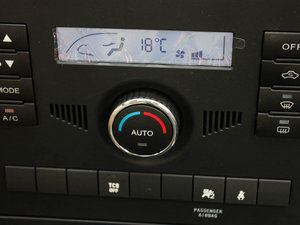 18°C
OFF
MODE
A/C
AUTO
TCS
OFF
PASSENGER
AIRBAG